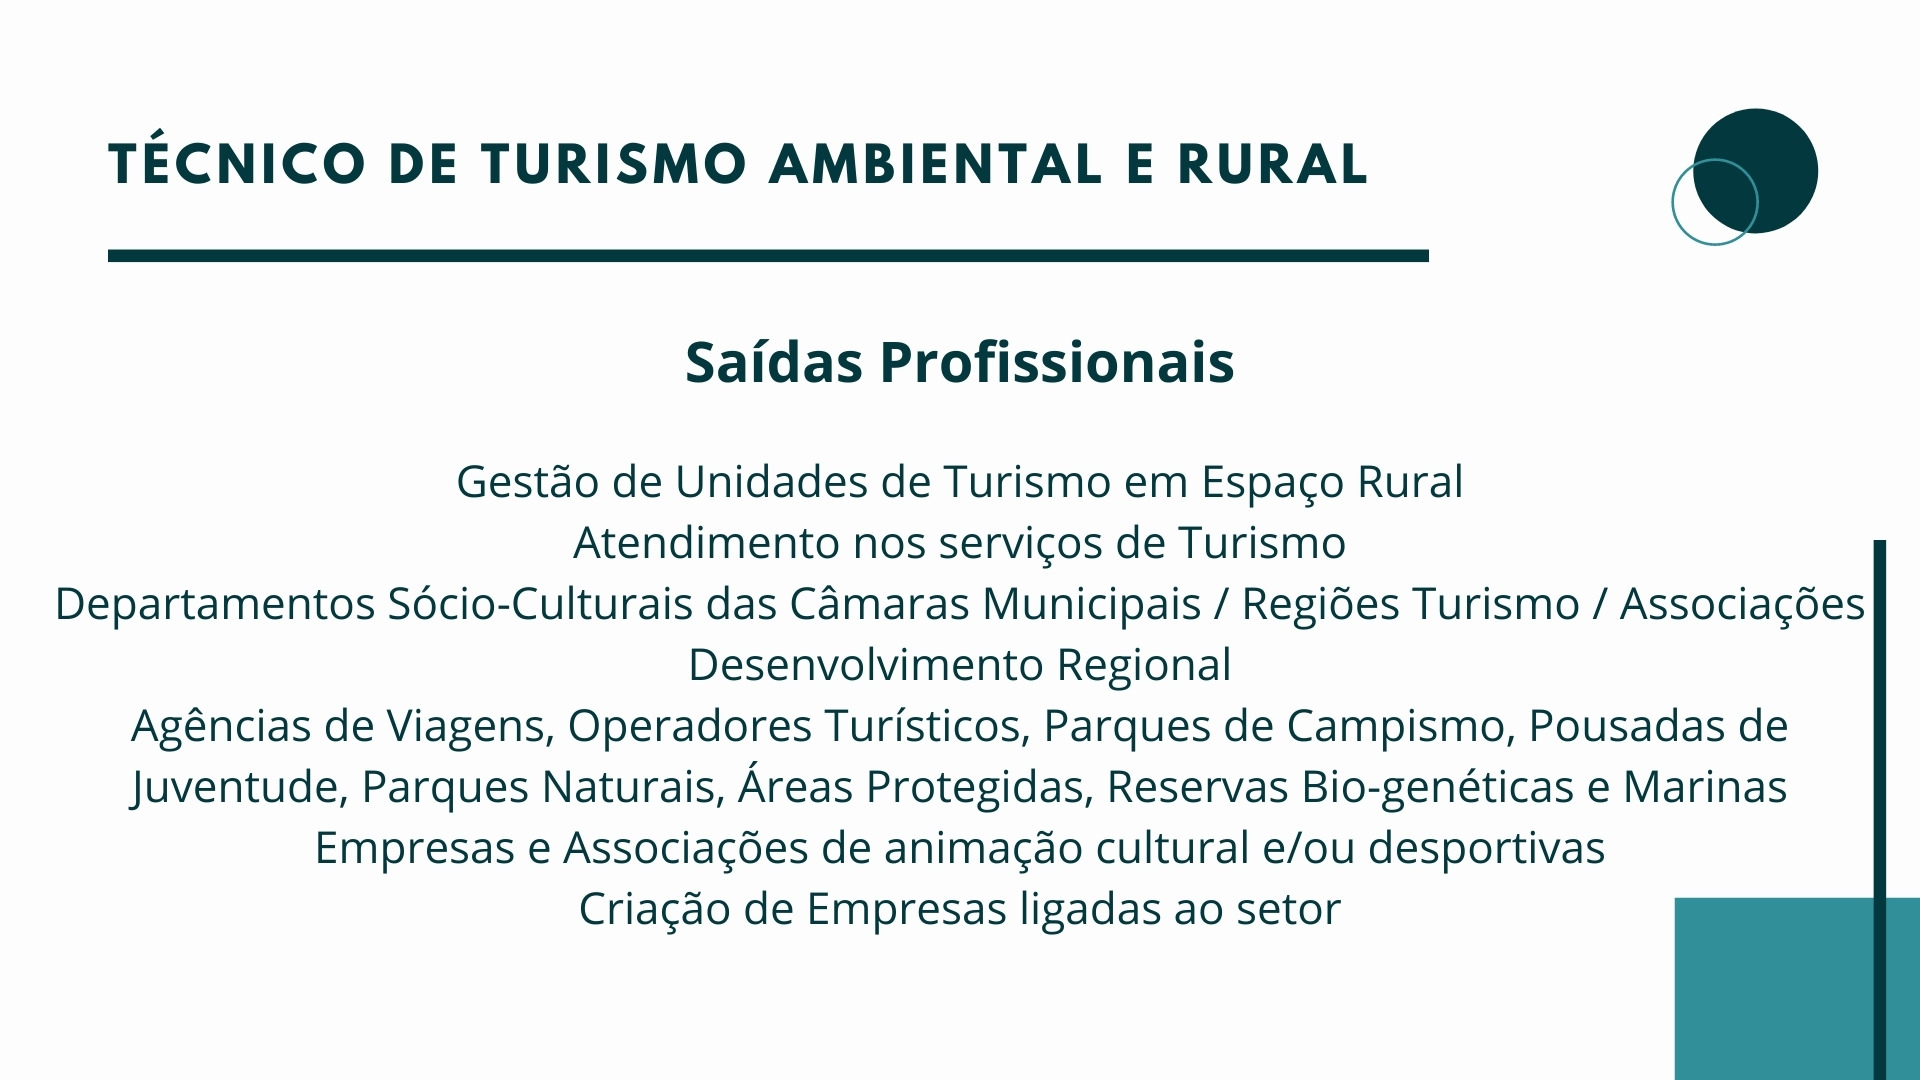 TÉCNICO DE TURISMO AMBIENTAL E RURAL
Saídas Profissionais
Gestão de Unidades de Turismo em Espaço Rural
Atendimento nos serviços de Turismo
Departamentos Sócio-Culturais das Câmaras Municipais / Regiões Turismo / Associações
Desenvolvimento Regional
Agências de Viagens, Operadores Turísticos, Parques de Campismo, Pousadas de
Juventude, Parques Naturais, Áreas Protegidas, Reservas Bio-genéticas e Marinas
Empresas e Associações de animação cultural e/ou desportivas
Criação de Empresas ligadas ao setor